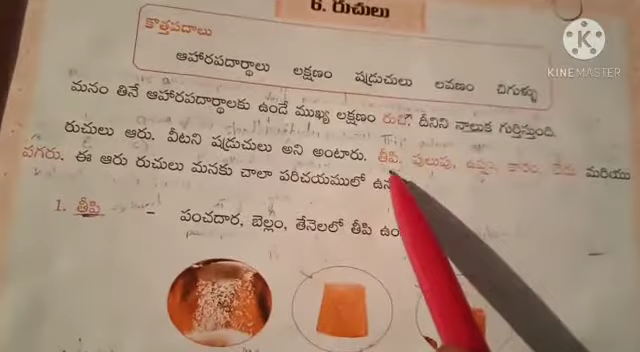 6. రుచులు
KINEMASTER
కొత్తపదాలు
ఆహారపదార్థాలు లక్షణం షడ్రుచులు లవణం చిగుళ్ళు
మనం తినే ఆహారపదార్థాలకు ఉండే ముఖ్య లక్షణం రుచి. దీనిని నాలుక గుర్తిస్తుంది.
రుచులు ఆరు. వీటని షడ్రుచులు అని అంటారు. తీపి, పులుపు, ఉప్పు, కారం, చేదు మరియు
వగరు. ఈ ఆరు రుచులు మనకు చాలా పరిచయములో
1. తీపి – పంచదార, బెల్లం, తేనెలలో తీపి